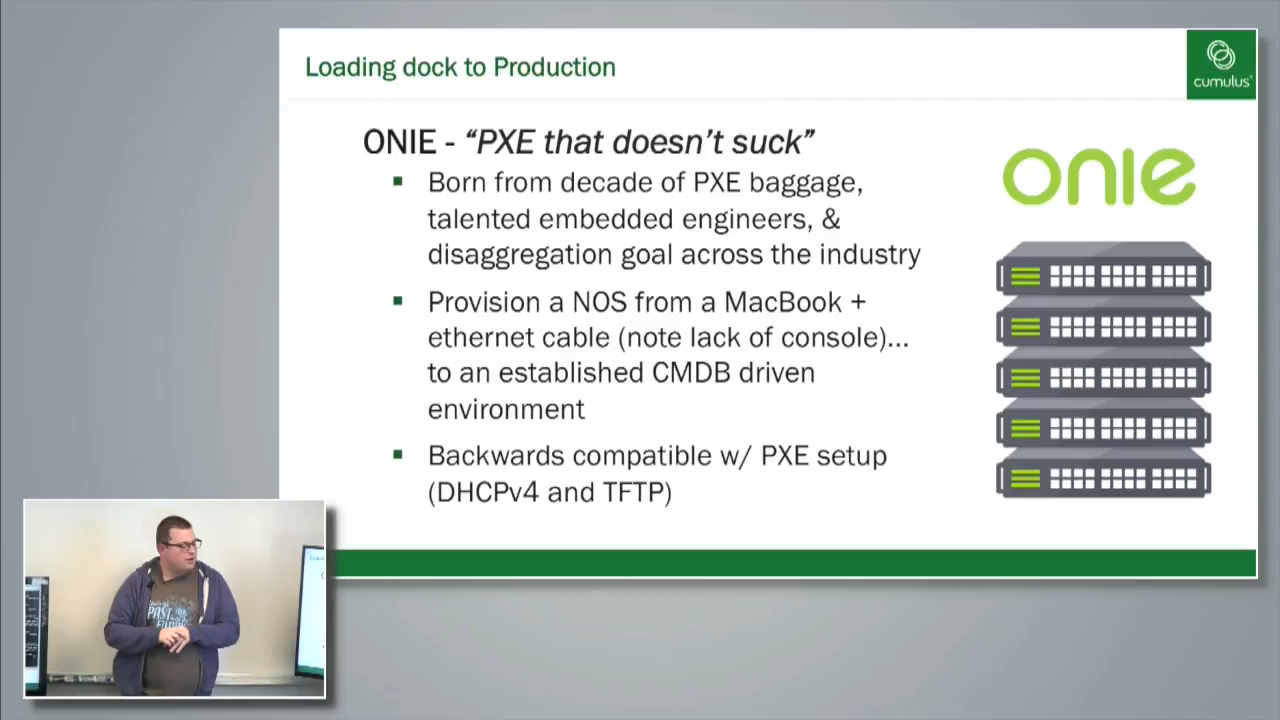 Loading dock to Production
cumulus
ONIE - “PXE that doesn’t suck”
Born from decade of PXE baggage,
talented embedded engineers, &
disaggregation goal across the industry
Provision a NOS from a MacBook +
ethernet cable (note lack of console)...
to an established CMDB driven
environment
Backwards compatible w/ PXE setup
(DHCPv4 and TFTP)
onie
PAST
FUTURE